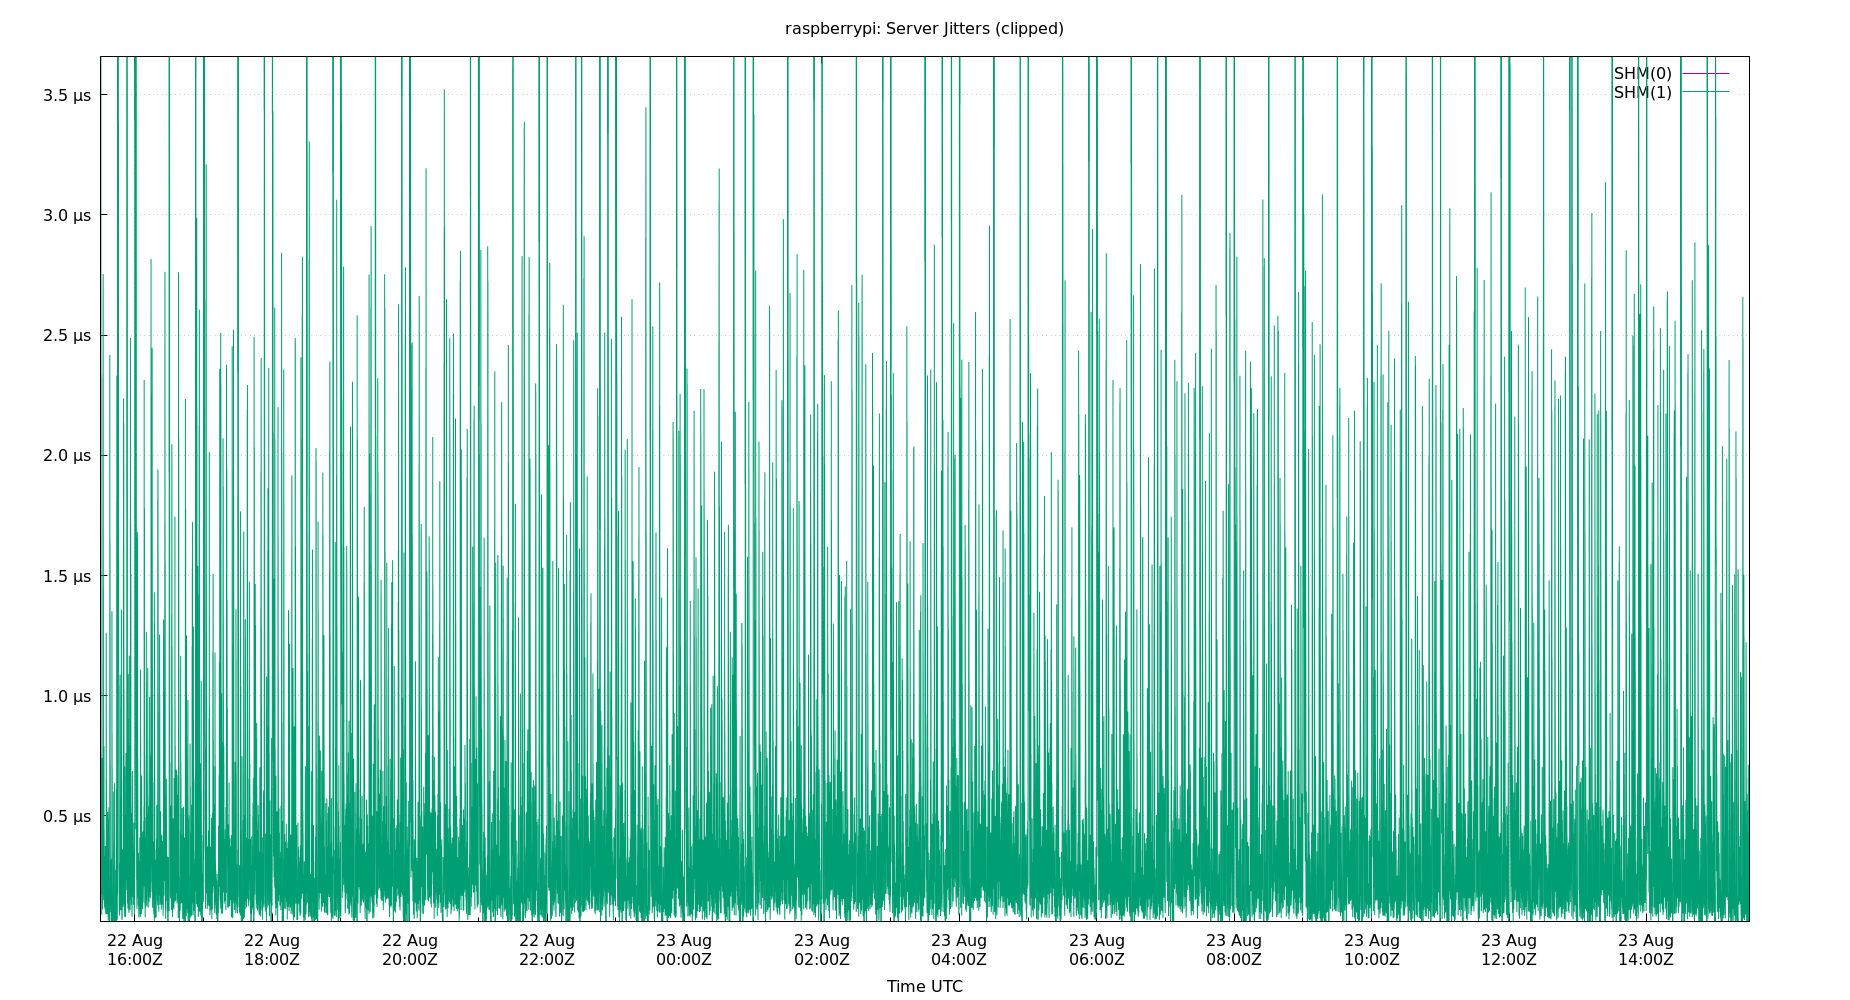 raspberrypi: Server Jitters (clipped)
SHM(0)
SHM(1)
3.5 µs
3.0 µs
2.5 µs
2.0 µs
1.5 µs
1.0 µs
0.5 µs
22 Aug 22 Aug 22 Aug 22 Aug 23 Aug 23 Aug 23 Aug 23 Aug 23 Aug 23 Aug 23 Aug 23 Aug
16:00Z 18:00Z 20:00Z 22:00Z 00:00Z 02:00Z 04:00Z 06:00Z 08:00Z 10:00Z 12:00Z 14:00Z
Time UTC